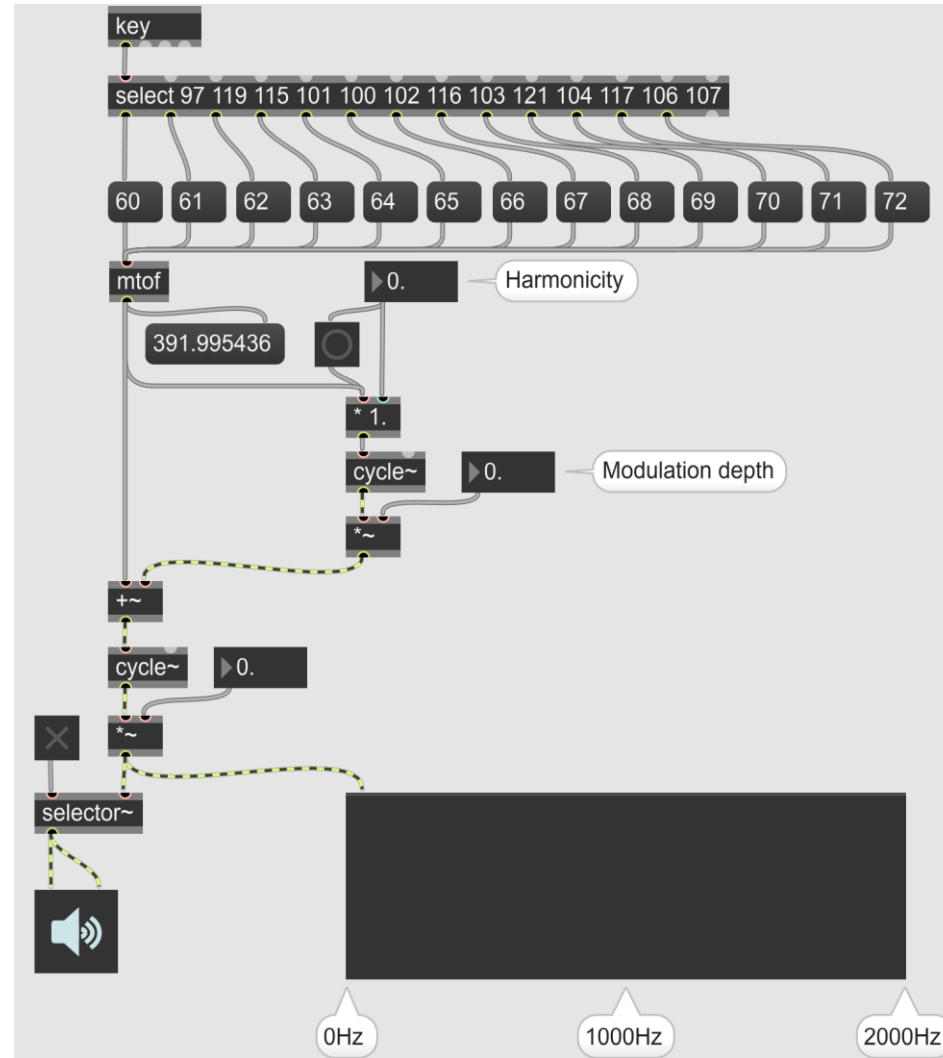 key
select 97 119 115 101 100 102 116 103 121 104 117 106 107
60 61 62 63 64 65 66 67 68 69 70 71 72
mtof
0.
Harmonicity
391.995436
* 1.
cycle~
0.
Modulation depth
*~
+~
cycle~
0.
*~
selector~
0Hz
1000Hz
2000Hz